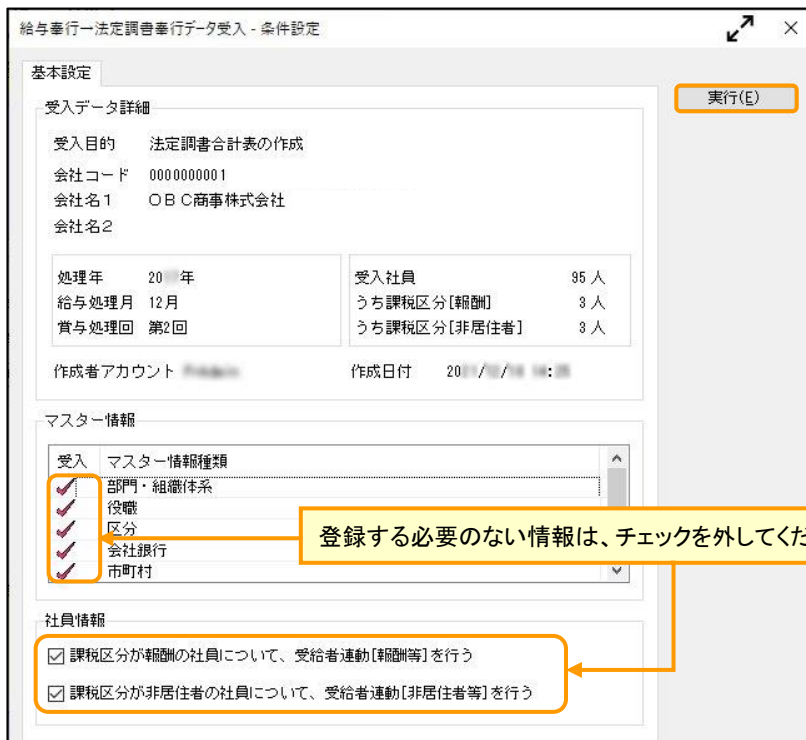 給与奉行→法定調書奉行データ受入 - 条件設定
基本設定
実行(E)
受入データ詳細
受入目的 法定調書合計表の作成
会社コード 0000000001
会社名1 OBC商事株式会社
会社名2
処理年 20 年
給与処理月 12月
賞与処理回 第2回
受入社員 95 人
うち課税区分[報酬] 3 人
うち課税区分[非居住者] 3 人
作成者アカウント
作成日付 20 / /
マスター情報
受入 マスター情報種類
部門・組織体系
役職
区分
会社銀行
市町村
登録する必要のない情報は、チェックを外してくだ
社員情報
課税区分が報酬の社員について、受給者連動[報酬等]を行う
課税区分が非居住者の社員について、受給者連動[非居住者等]を行う